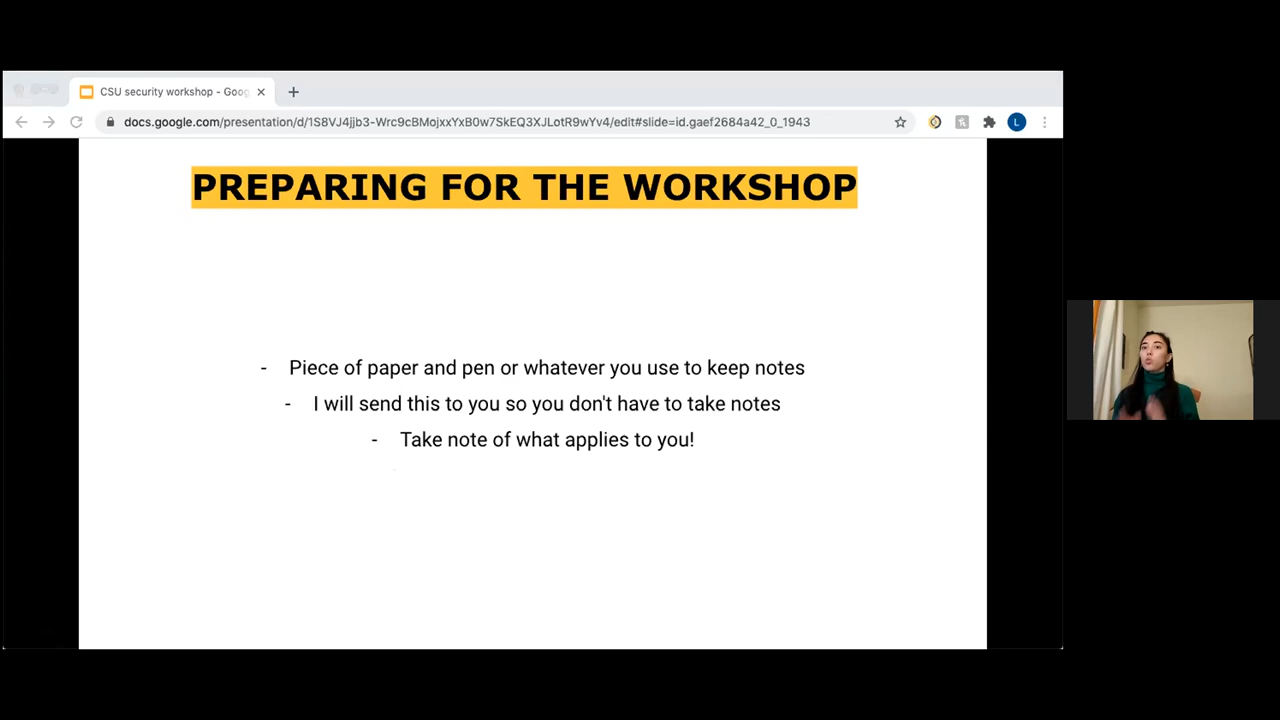 CSU security workshop - Goog
docs.google.com/presentation/d/1S8VJ4jjb3-Wrc9cBMojxxYxB0w7SkEQ3XJLotR9wYv4/edit#slide=id.gaef2684a42_0_1943
L
PREPARING FOR THE WORKSHOP
- Piece of paper and pen or whatever you use to keep notes
- I will send this to you so you don't have to take notes
- Take note of what applies to you!